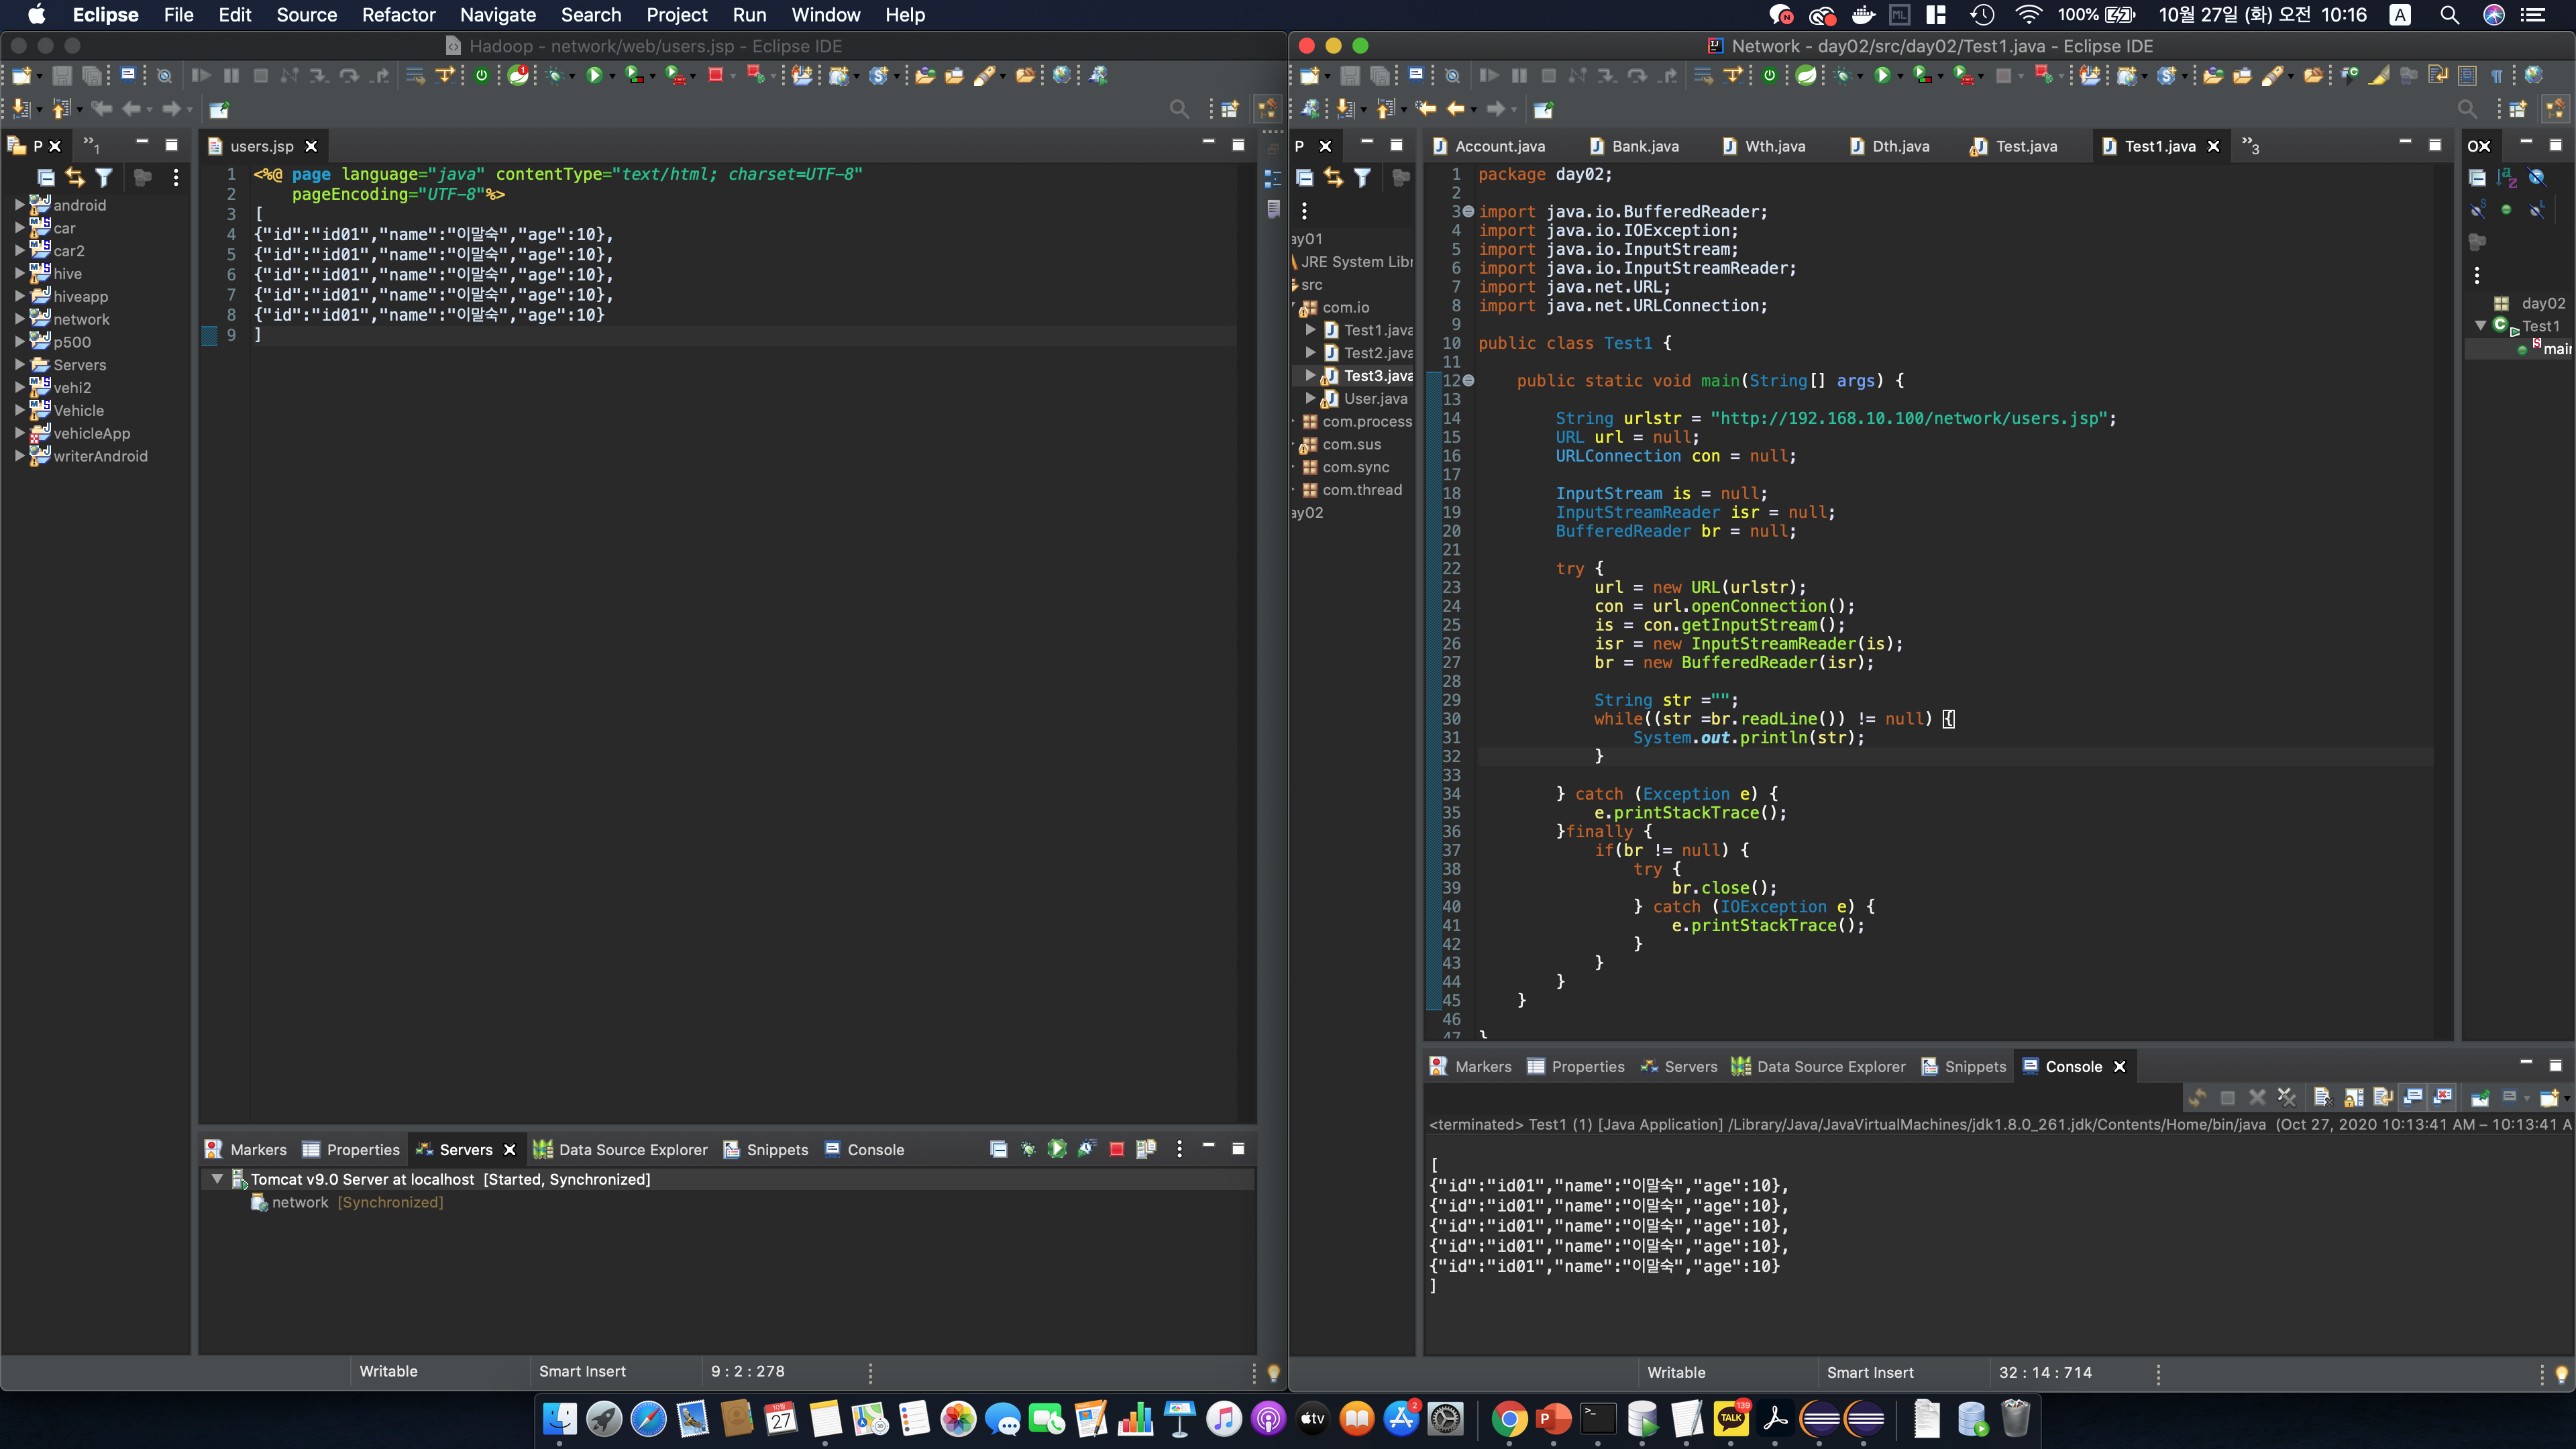 Eclipse File Edit Source Refactor Navigate Search Project Run Window Help
100% 10월 27일 (화) 오전 10:16 A
Hadoop - network/web/users.jsp - Eclipse IDE
P
1
users.jsp
android
car
car2
hive
hiveapp
network
p500
Servers
vehi2
Vehicle
vehicleApp
writerAndroid
1 <%@ page language="java" contentType="text/html; charset=UTF-8"
2 pageEncoding="UTF-8"%>
3 [
4 {"id":"id01","name":"이말숙","age":10},
5 {"id":"id01","name":"이말숙","age":10},
6 {"id":"id01","name":"이말숙","age":10},
7 {"id":"id01","name":"이말숙","age":10},
8 {"id":"id01","name":"이말숙","age":10}
9 ]
Markers Properties Servers Data Source Explorer Snippets Console
Tomcat v9.0 Server at localhost [Started, Synchronized]
network [Synchronized]
Writable Smart Insert 9 : 2 : 278
Network - day02/src/day02/Test1.java - Eclipse IDE
P
Account.java Bank.java Wth.java Dth.java Test.java Test1.java 3
ay01
JRE System Libr
src
com.io
Test1.java
Test2.java
Test3.java
User.java
com.process
com.sus
com.sync
com.thread
ay02
1 package day02;
2
3 import java.io.BufferedReader;
4 import java.io.IOException;
5 import java.io.InputStream;
6 import java.io.InputStreamReader;
7 import java.net.URL;
8 import java.net.URLConnection;
9
10 public class Test1 {
11
12 public static void main(String[] args) {
13
14 String urlstr = "http://192.168.10.100/network/users.jsp";
15 URL url = null;
16 URLConnection con = null;
17
18 InputStream is = null;
19 InputStreamReader isr = null;
20 BufferedReader br = null;
21
22 try {
23 url = new URL(urlstr);
24 con = url.openConnection();
25 is = con.getInputStream();
26 isr = new InputStreamReader(is);
27 br = new BufferedReader(isr);
28
29 String str ="";
30 while((str =br.readLine()) != null) {
31 System.out.println(str);
32 }
33
34 } catch (Exception e) {
35 e.printStackTrace();
36 }finally {
37 if(br != null) {
38 try {
39 br.close();
40 } catch (IOException e) {
41 e.printStackTrace();
42 }
43 }
44 }
45 }
46
47 }
O
day02
Test1
mair
Markers Properties Servers Data Source Explorer Snippets Console
<terminated> Test1 (1) [Java Application] /Library/Java/JavaVirtualMachines/jdk1.8.0_261.jdk/Contents/Home/bin/java (Oct 27, 2020 10:13:41 AM – 10:13:41 A
[
{"id":"id01","name":"이말숙","age":10},
{"id":"id01","name":"이말숙","age":10},
{"id":"id01","name":"이말숙","age":10},
{"id":"id01","name":"이말숙","age":10},
{"id":"id01","name":"이말숙","age":10}
]
Writable Smart Insert 32 : 14 : 714
10월 27 tv 2 P TALK 139